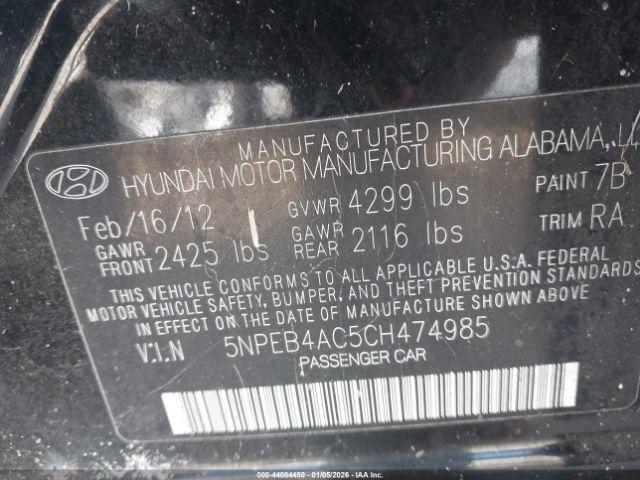 MANUFACTURED BY
HYUNDAI MOTOR MANUFACTURING ALABAMA,
Feb/16/12 GVWR 4299 lbs PAINT 7B
GAWR FRONT 2425 lbs GAWR REAR 2116 lbs TRIM RA
THIS VEHICLE CONFORMS TO ALL APPLICABLE U.S.A. FEDERAL
MOTOR VEHICLE SAFETY, BUMPER, AND THEFT PREVENTION STANDARDS
IN EFFECT ON THE DATE OF MANUFACTURE SHOWN ABOVE.
V.I.N 5NPEB4AC5CH474985
PASSENGER CAR
000-44084450 - 01/05/2026 - IAA Holdings, LLC